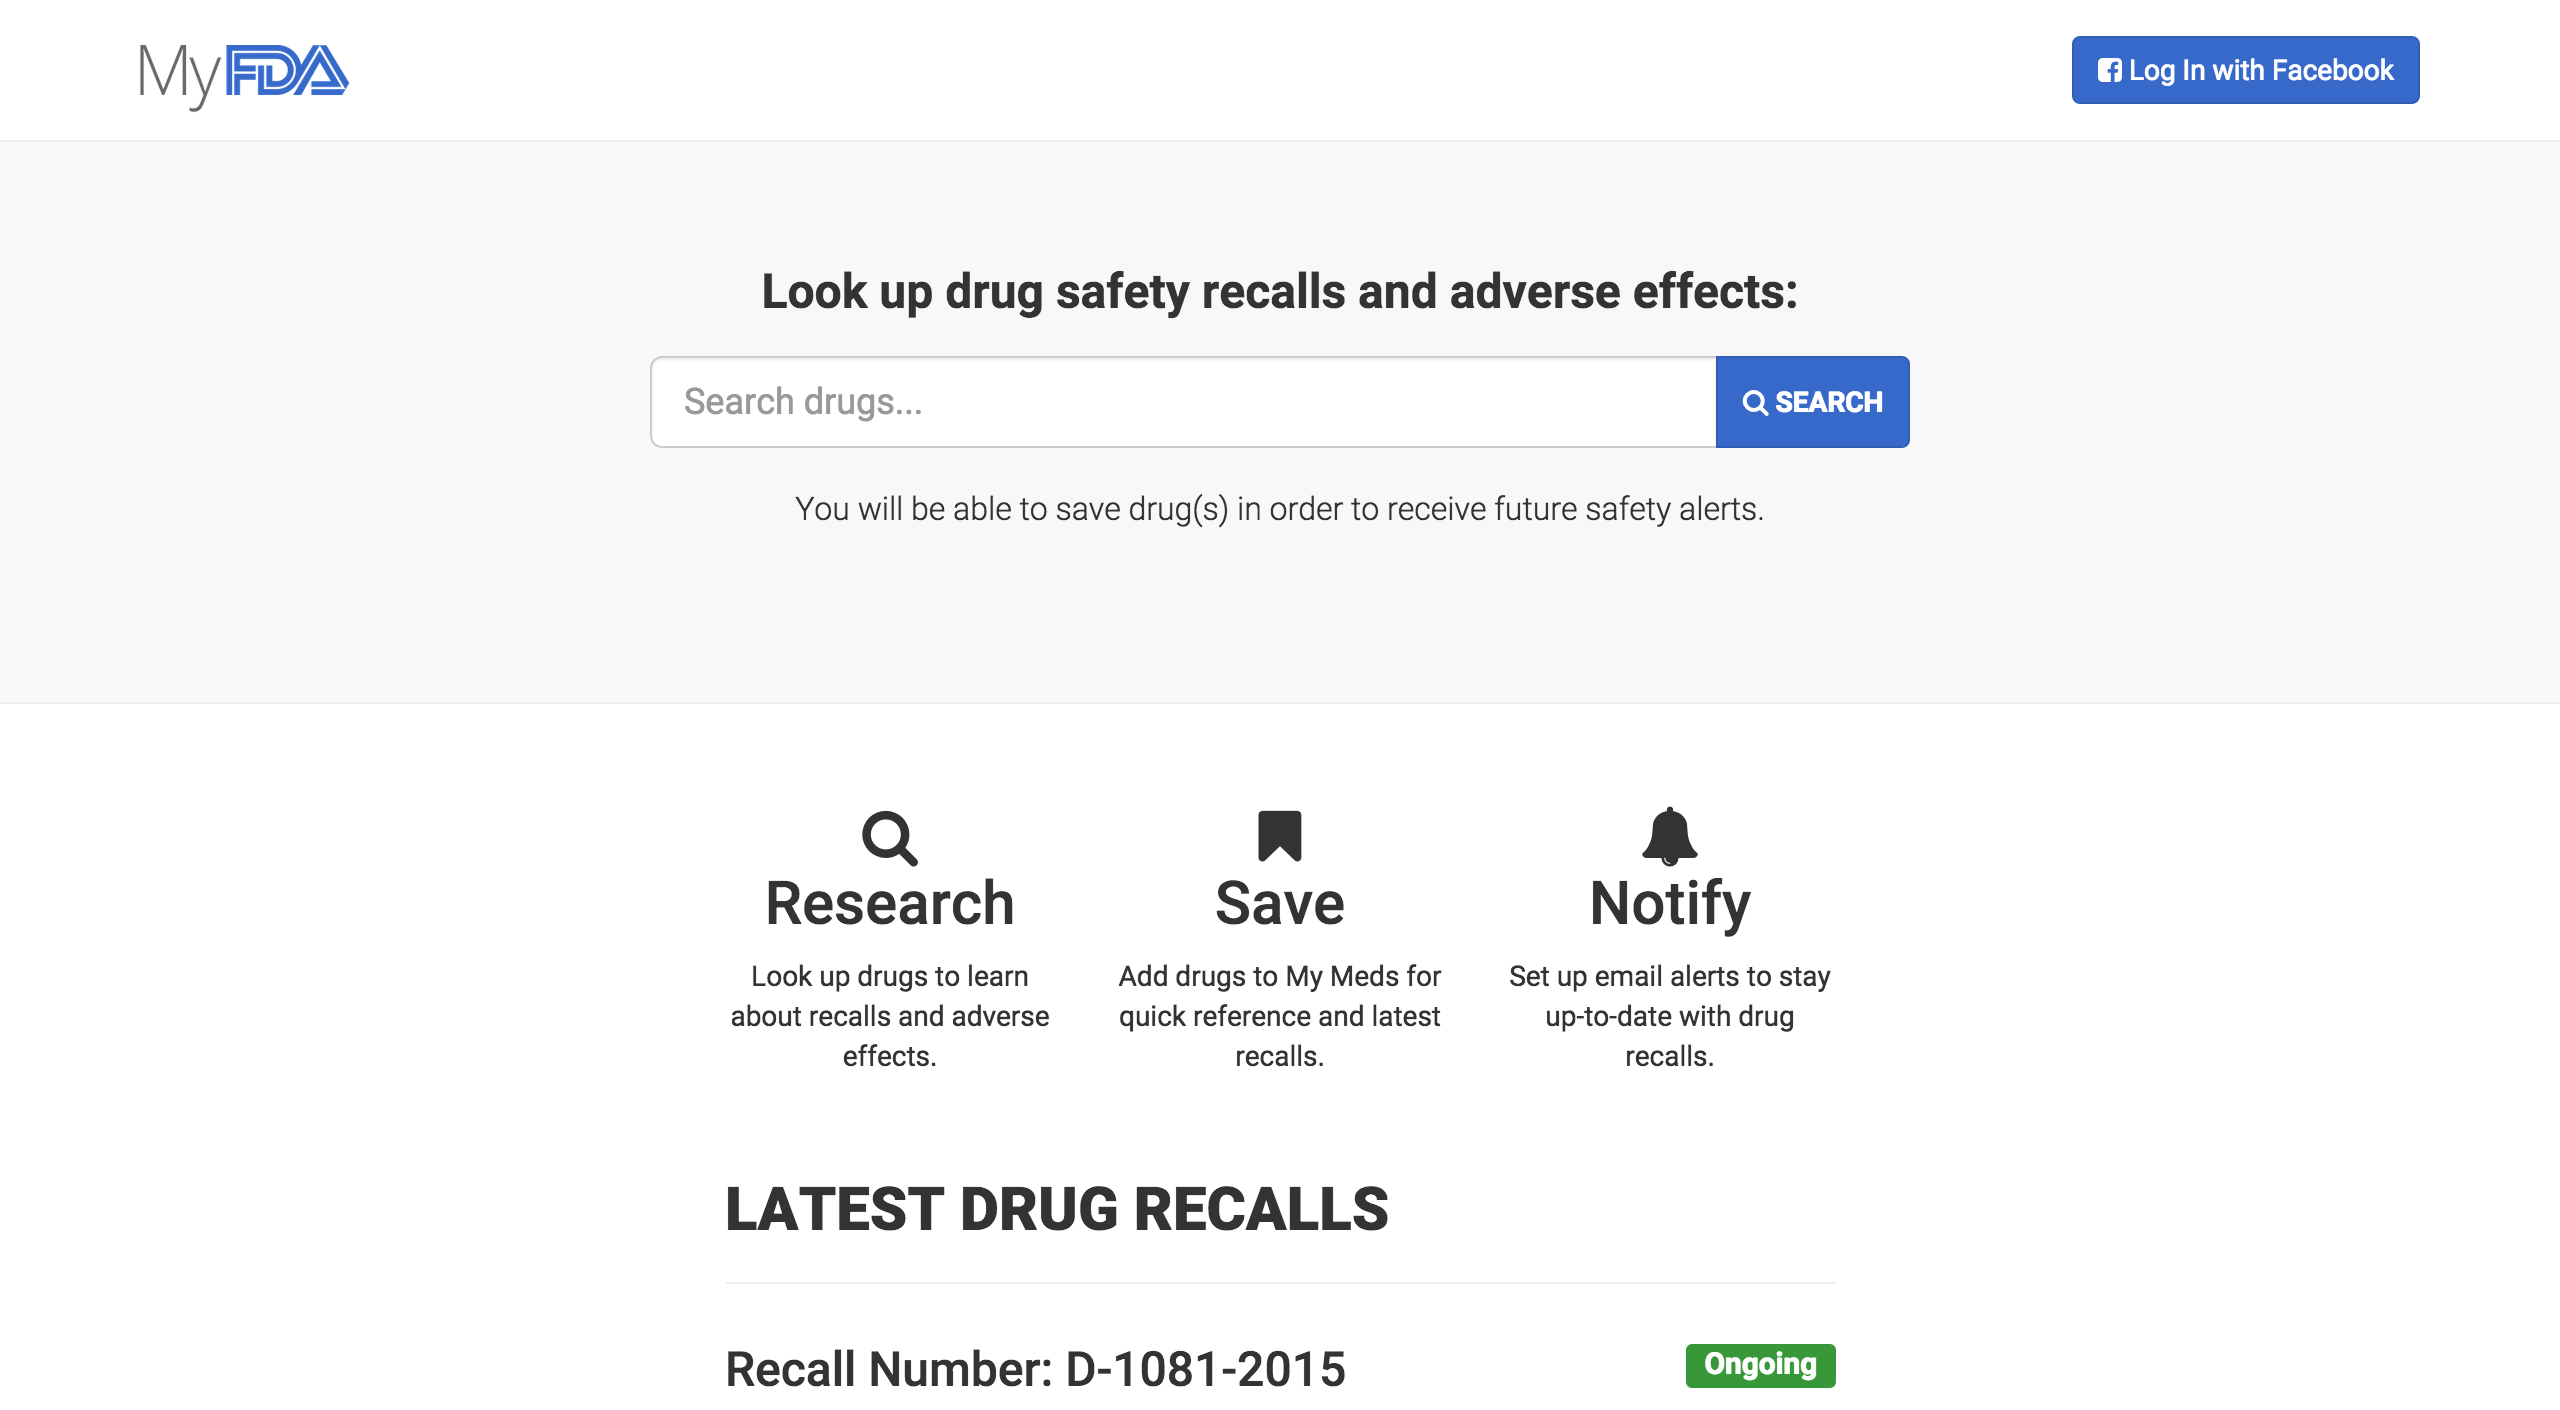 MyFDA
Log In with Facebook
Look up drug safety recalls and adverse effects:
Search drugs...
SEARCH
You will be able to save drug(s) in order to receive future safety alerts.
Research
Look up drugs to learn
about recalls and adverse
effects.
Save
Add drugs to My Meds for
quick reference and latest
recalls.
Notify
Set up email alerts to stay
up-to-date with drug
recalls.
LATEST DRUG RECALLS
Recall Number: D-1081-2015
Ongoing